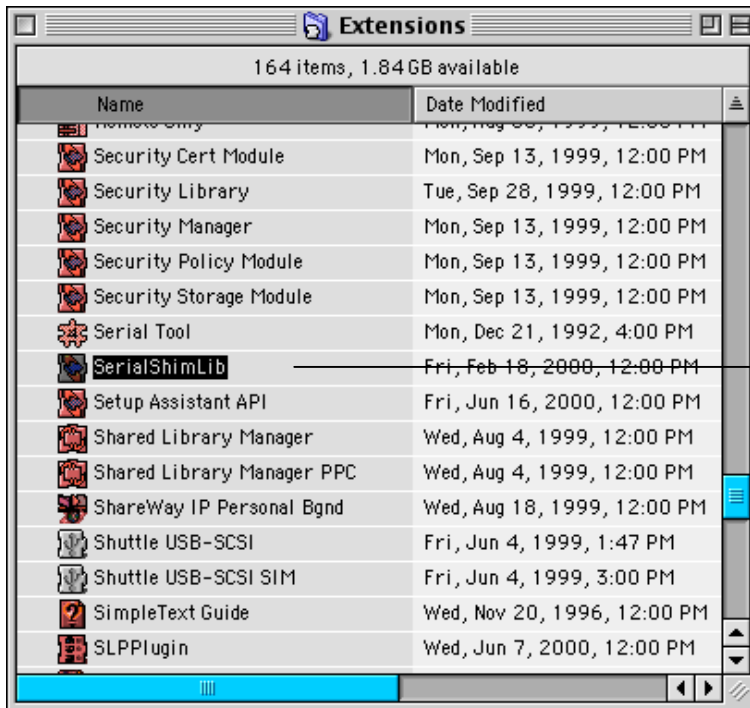 Extensions
164 items, 1.84 GB available
Name Date Modified
Security Cert Module Mon, Sep 13, 1999, 12:00 PM
Security Library Tue, Sep 28, 1999, 12:00 PM
Security Manager Mon, Sep 13, 1999, 12:00 PM
Security Policy Module Mon, Sep 13, 1999, 12:00 PM
Security Storage Module Mon, Sep 13, 1999, 12:00 PM
Serial Tool Mon, Dec 21, 1992, 4:00 PM
SerialShimLib Fri, Feb 18, 2000, 12:00 PM
Setup Assistant API Fri, Jun 16, 2000, 12:00 PM
Shared Library Manager Wed, Aug 4, 1999, 12:00 PM
Shared Library Manager PPC Wed, Aug 4, 1999, 12:00 PM
ShareWay IP Personal Bgnd Wed, Aug 18, 1999, 12:00 PM
Shuttle USB-SCSI Fri, Jun 4, 1999, 1:47 PM
Shuttle USB-SCSI SIM Fri, Jun 4, 1999, 3:00 PM
SimpleText Guide Wed, Nov 20, 1996, 12:00 PM
SLPPlugin Wed, Jun 7, 2000, 12:00 PM